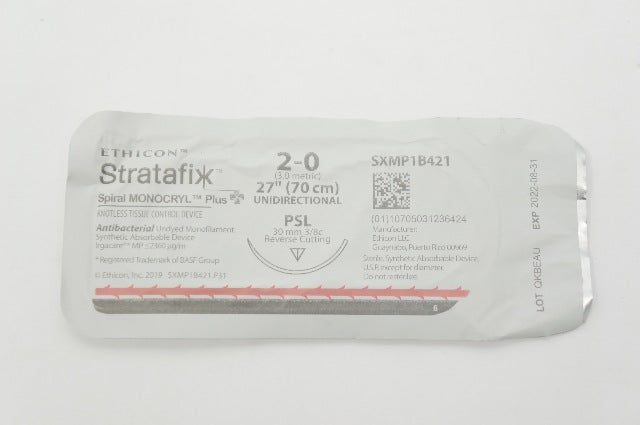 ETHICON™
Stratafix™
Spiral MONOCRYL™ Plus
KNOTLESS TISSUE CONTROL DEVICE
Antibacterial Undyed Monofilament
Synthetic Absorbable Device
Irgacare™ MP ≤2360 µg/m
*Registered Trademark of BASF Group
© Ethicon, Inc. 2019 SXMP1B421.P31
2-0
(3.0 metric)
27" (70 cm)
UNIDIRECTIONAL
PSL
30 mm 3/8c
Reverse Cutting
SXMP1B421
(01)10705031236424
Manufacturer:
Ethicon LLC
Guaynabo, Puerto Rico 00969
Sterile Synthetic Absorbable Device,
U.S.P. except for diameter.
Do not resterilize.
6
LOT QKBEAU EXP 2022-08-31